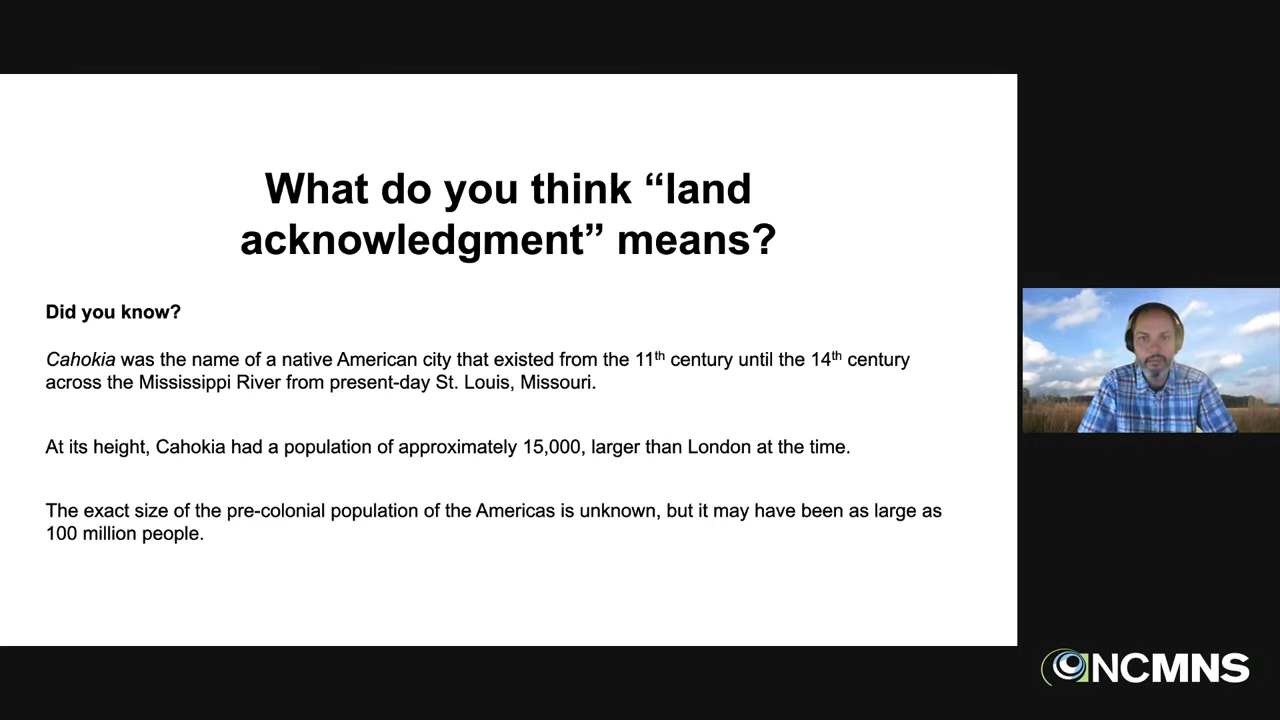 What do you think “land
acknowledgment” means?
Did you know?
Cahokia was the name of a native American city that existed from the 11th century until the 14th century
across the Mississippi River from present-day St. Louis, Missouri.
At its height, Cahokia had a population of approximately 15,000, larger than London at the time.
The exact size of the pre-colonial population of the Americas is unknown, but it may have been as large as
100 million people.
NCMNS